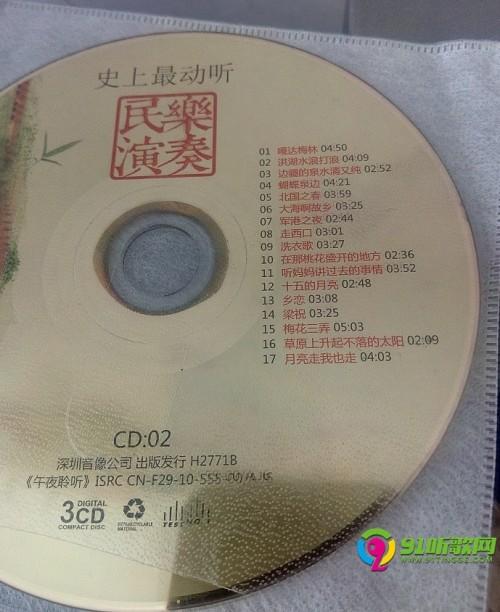 史上最动听
民樂
演奏
01 嘎达梅林 04:50
02 洪湖水浪打浪 04:09
03 边疆的泉水清又纯 02:52
04 蝴蝶泉边 04:21
05 北国之春 03:59
06 大海啊故乡 03:25
07 军港之夜 02:44
08 走西口 03:01
09 洗衣歌 03:27
10 在那桃花盛开的地方 02:36
11 听妈妈讲过去的事情 03:52
12 十五的月亮 02:48
13 乡恋 03:08
14 梁祝 03:25
15 梅花三弄 05:03
16 草原上升起不落的太阳 02:09
17 月亮走我也走 04:03
CD:02
深圳音像公司 出版发行 H2771B
《午夜聆听》ISRC CN-F29-10-555-00/A.J6
3CD DIGITAL
COMPACT DISC
RECYCLABLE
MATERIAL
91听歌网
WWW.91TINGGE.COM